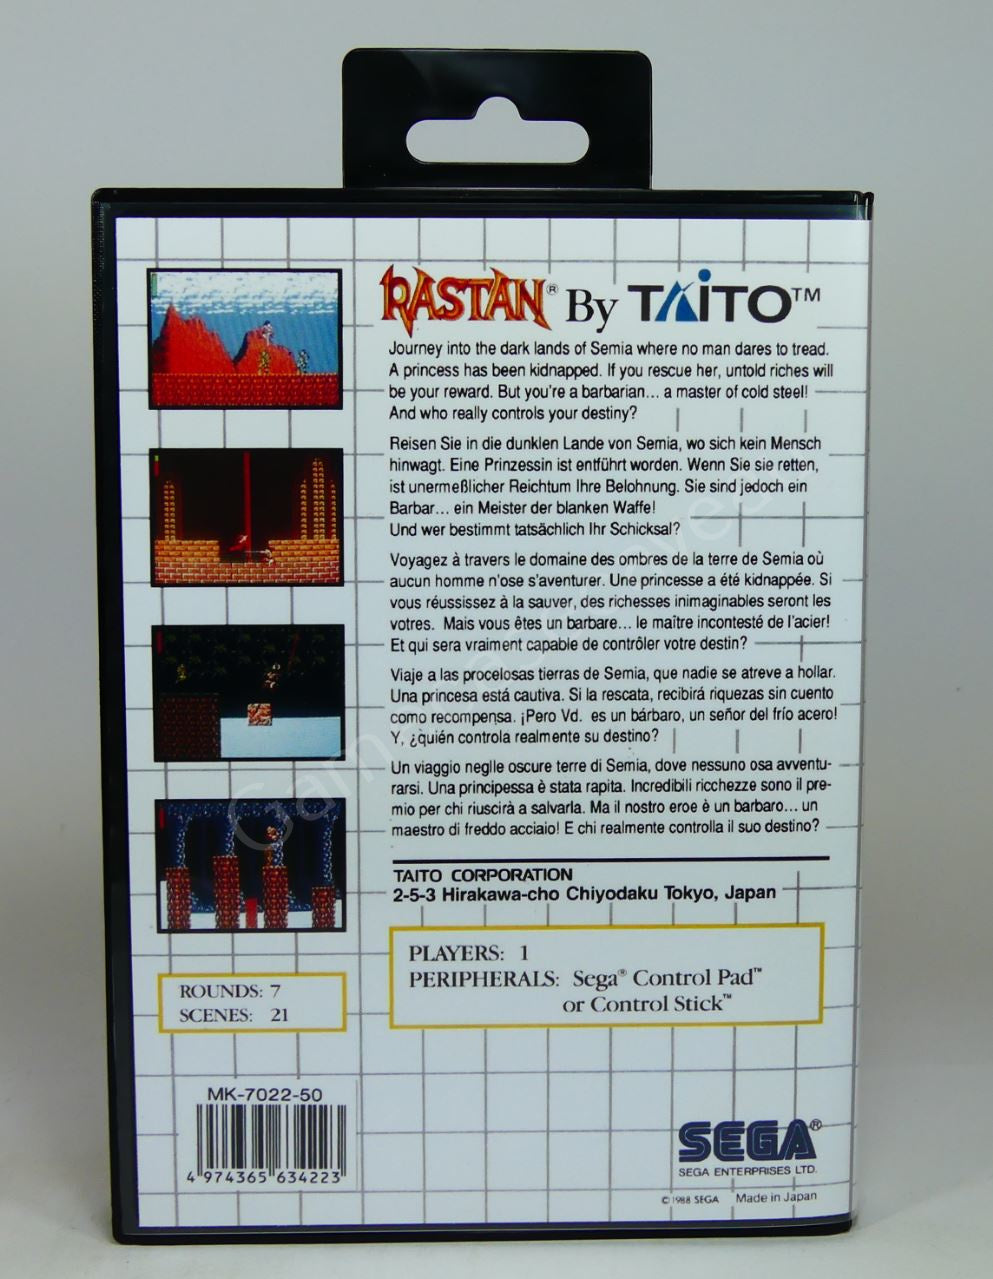 RASTAN® By TAITO™
Journey into the dark lands of Semia where no man dares to tread.
A princess has been kidnapped. If you rescue her, untold riches will
be your reward. But you're a barbarian... a master of cold steel!
And who really controls your destiny?
Reisen Sie in die dunklen Lande von Semia, wo sich kein Mensch
hinwagt. Eine Prinzessin ist entführt worden. Wenn Sie sie retten,
ist unermeßlicher Reichtum Ihre Belohnung. Sie sind jedoch ein
Barbar... ein Meister der blanken Waffe!
Und wer bestimmt tatsächlich Ihr Schicksal?
Voyagez à travers le domaine des ombres de la terre de Semia où
aucun homme n'ose s'aventurer. Une princesse a été kidnappée. Si
vous réussissez à la sauver, des richesses inimaginables seront les
votres. Mais vous êtes un barbare... le maître incontesté de l'acier!
Et qui sera vraiment capable de contrôler votre destin?
Viaje a las procelosas tierras de Semia, que nadie se atreve a hollar.
Una princesa está cautiva. Si la rescata, recibirá riquezas sin cuento
como recompensa. ¡Pero Vd. es un bárbaro, un señor del frío acero!
Y, ¿quién controla realmente su destino?
Un viaggio neglle oscure terre di Semia, dove nessuno osa avventu-
rarsi. Una principessa è stata rapita. Incredibili ricchezze sono il pre-
mio per chi riuscirà a salvarla. Ma il nostro eroe è un barbaro... un
maestro di freddo acciaio! E chi realmente controlla il suo destino?
TAITO CORPORATION
2-5-3 Hirakawa-cho Chiyodaku Tokyo, Japan
PLAYERS: 1
PERIPHERALS: Sega® Control Pad™
or Control Stick™
ROUNDS: 7
SCENES: 21
MK-7022-50
4 974365 634223
SEGA®
SEGA ENTERPRISES LTD.
© 1988 SEGA Made in Japan